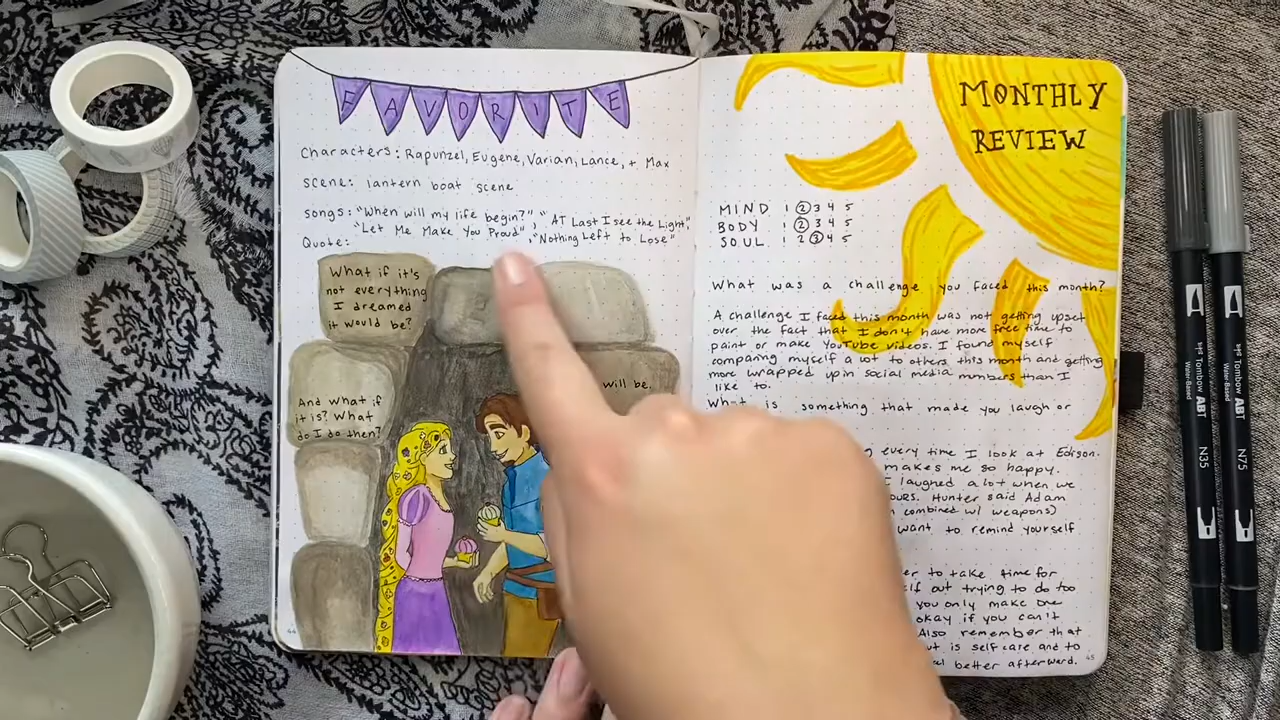 FAVORITE
Characters: Rapunzel, Eugene, Varian, Lance, + Max
Scene: lantern boat scene
Songs: "When will my life begin?", "AT Last I see the Light,"
"Let Me Make You Proud", "Nothing Left to Lose"
Quote:
What if it's
not everything
I dreamed
it would be?
will be.
And what if
it is? What
do I do then?
MONTHLY
REVIEW
MIND 1 2 3 4 5
BODY 1 2 3 4 5
SOUL 1 2 3 4 5
What was a challenge you faced this month?
A challenge I faced this month was not getting upset
over the fact that I don't have more free time to
paint or make YouTube videos. I found myself
comparing myself a lot to others this month and getting
more wrapped up in social media numbers than I
like to.
What is something that made you laugh or
every time I look at Edison.
makes me so happy.
I laughed a lot when we
ours. Hunter said Adam
combined w/ weapons)
want to remind yourself
to take time for
out trying to do too
you only make one
okay if you can't
Also remember that
is self care and to
better afterward.
44
45
Tombow ABT
Water-Based
N35
Tombow ABT
Water-Based
N75